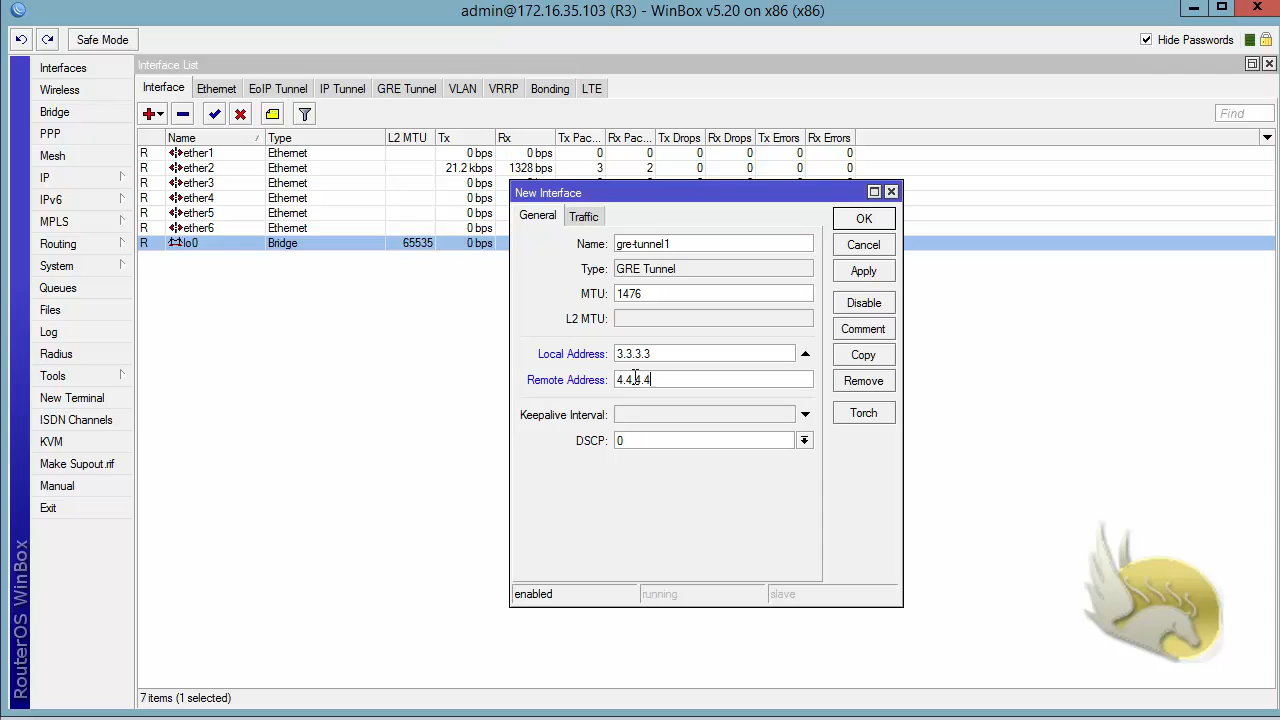 admin@172.16.35.103 (R3) - WinBox v5.20 on x86 (x86)
Safe Mode
Hide Passwords
Interfaces
Wireless
Bridge
PPP
Mesh
IP
IPv6
MPLS
Routing
System
Queues
Files
Log
Radius
Tools
New Terminal
ISDN Channels
KVM
Make Supout.rif
Manual
Exit
RouterOS WinBox
Interface List
Interface Ethernet EoIP Tunnel IP Tunnel GRE Tunnel VLAN VRRP Bonding LTE
Find
Name / Type L2 MTU Tx Rx Tx Pac... Rx Pac... Tx Drops Rx Drops Tx Errors Rx Errors
R ether1 Ethernet 0 bps 0 bps 0 0 0 0 0 0
R ether2 Ethernet 21.2 kbps 1328 bps 3 2 0 0 0 0
R ether3 Ethernet 0 bps
R ether4 Ethernet 0 bps
R ether5 Ethernet 0 bps
R ether6 Ethernet 0 bps
R lo0 Bridge 65535 0 bps
New Interface
General Traffic
Name: gre-tunnel1
Type: GRE Tunnel
MTU: 1476
L2 MTU:
Local Address: 3.3.3.3
Remote Address: 4.4.4.4
Keepalive Interval:
DSCP: 0
OK
Cancel
Apply
Disable
Comment
Copy
Remove
Torch
enabled running slave
7 items (1 selected)